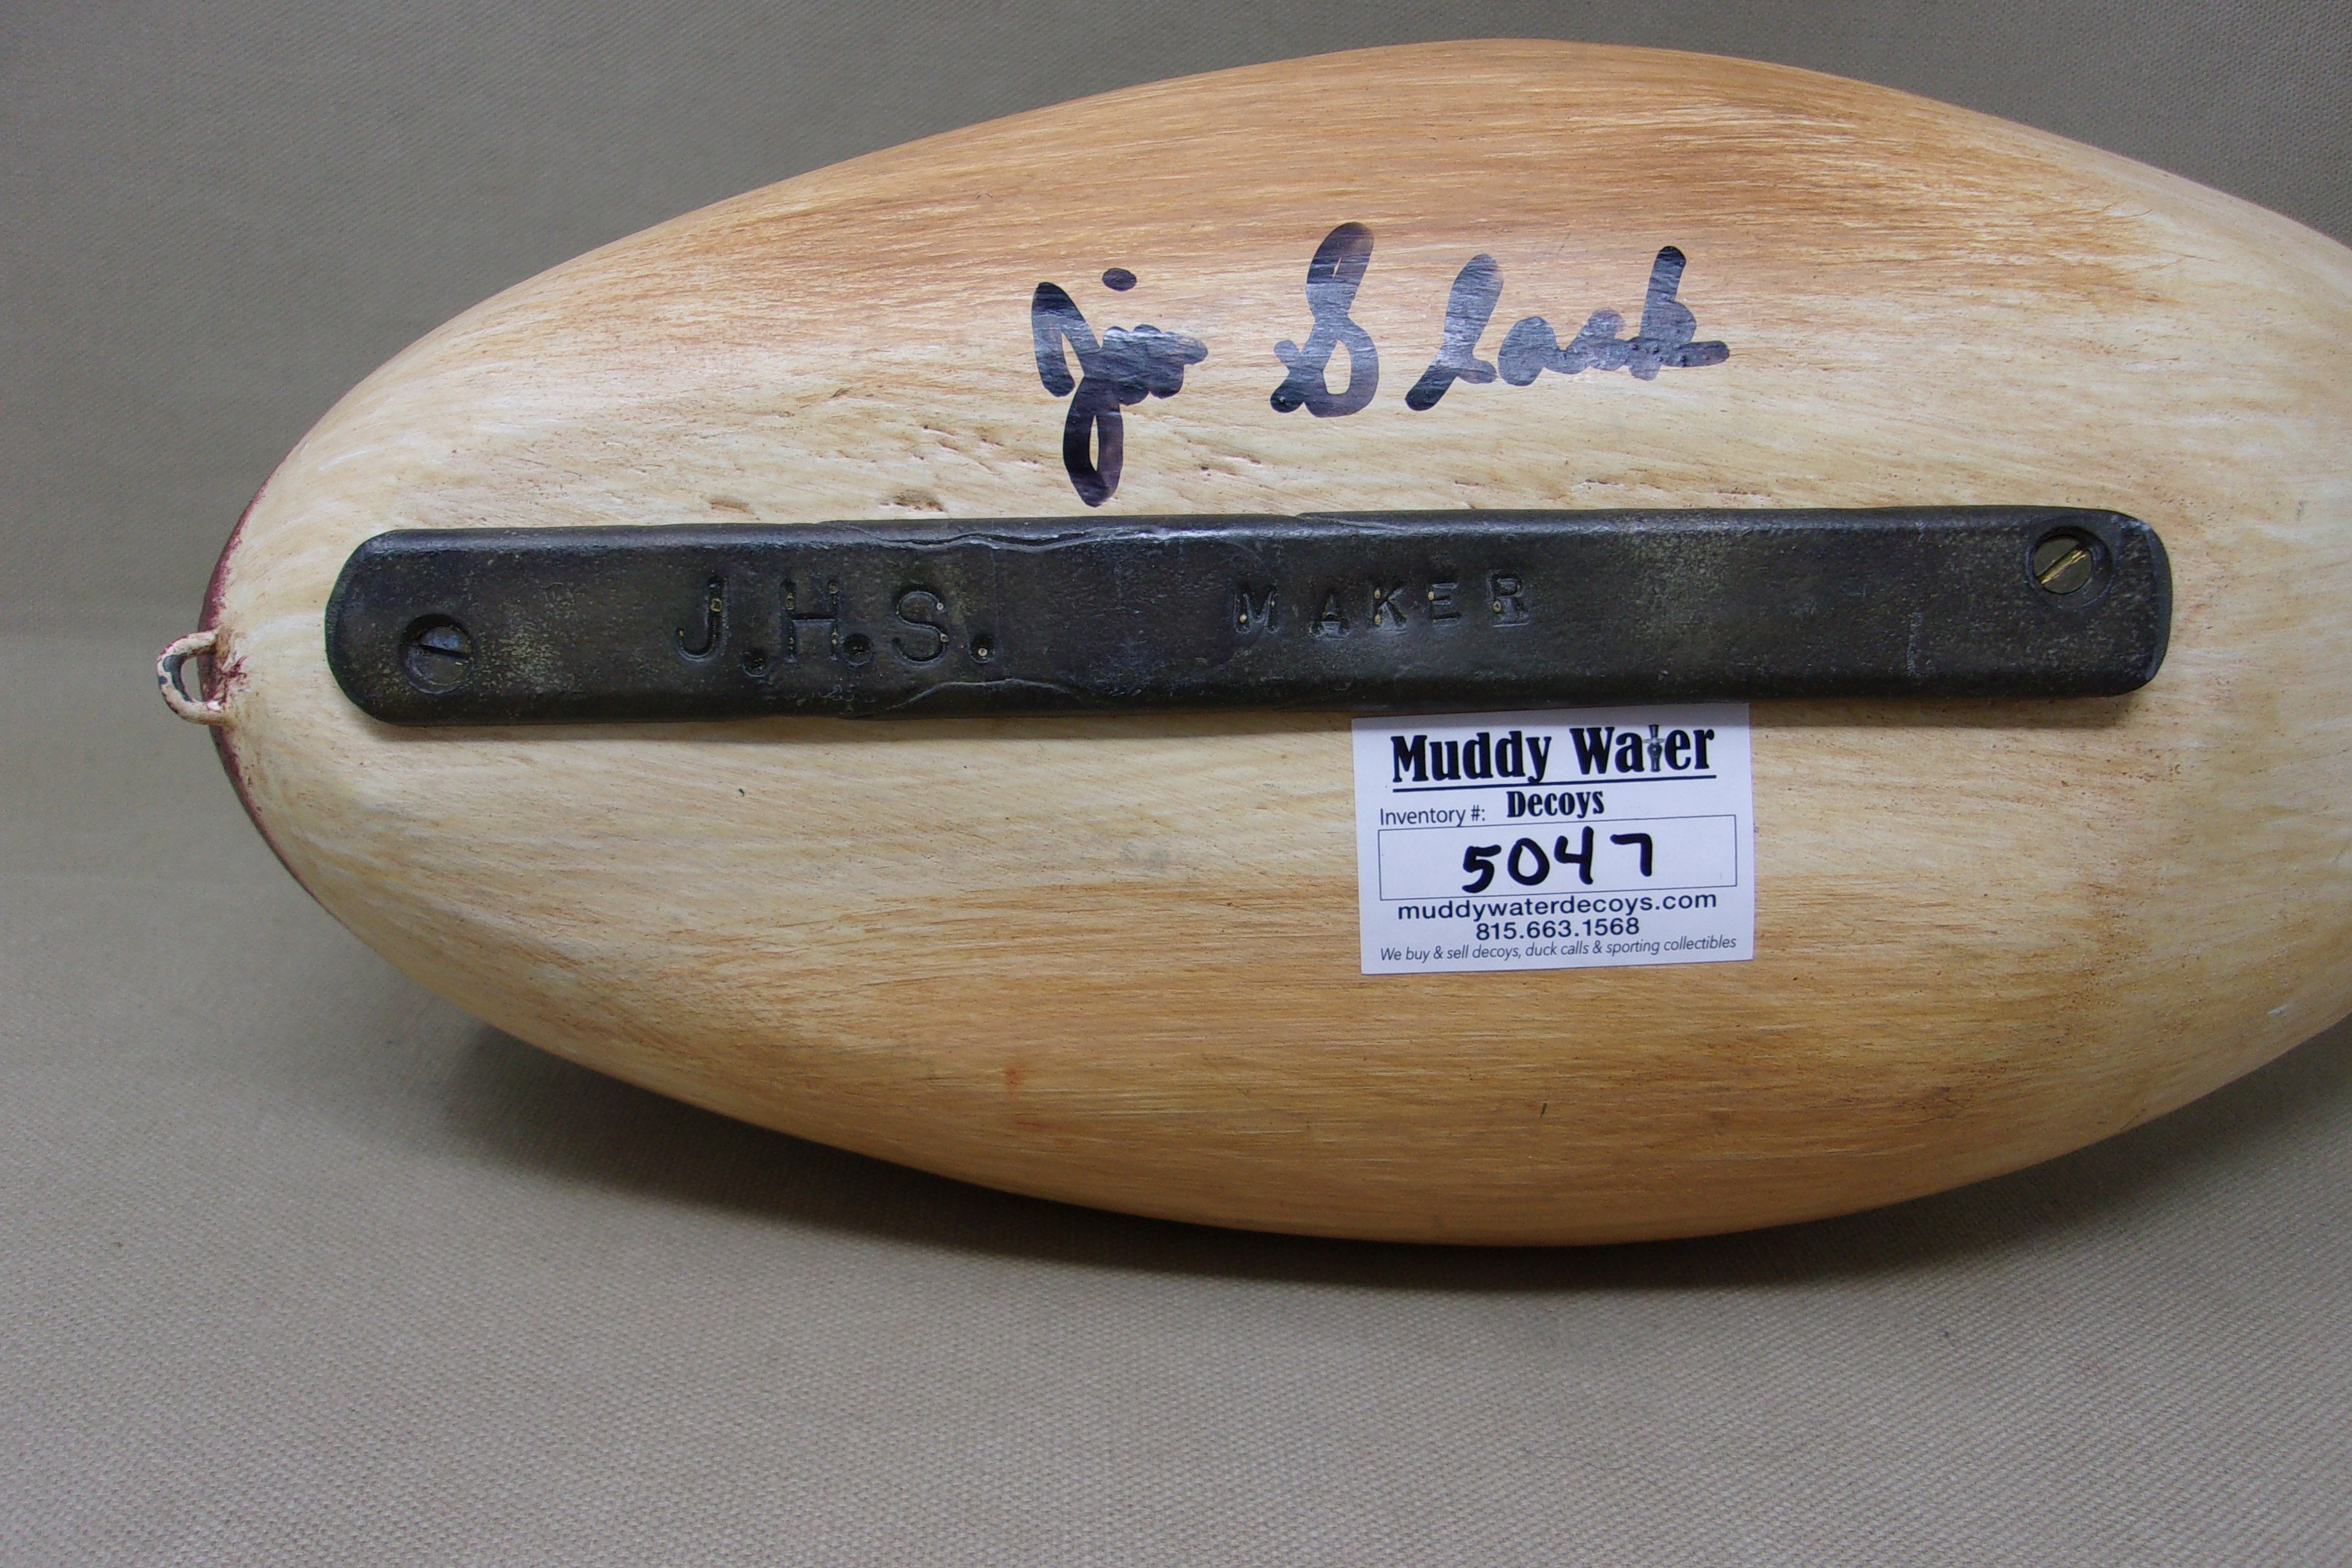 Jim Slack
J.H.S. MAKER
Muddy Water
Decoys
Inventory #:
5047
muddywaterdecoys.com
815.663.1568
We buy & sell decoys, duck calls & sporting collectibles